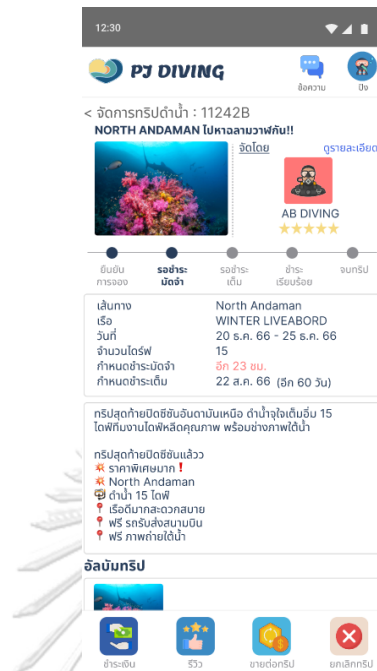 12:30
PJ DIVING
ข้อความ
ปิง
< จัดการทริปดำน้ำ : 11242B
NORTH ANDAMAN ไปหาฉลามวาฬกัน!!
จัดโดย
ดูรายละเอียด
AB DIVING
ยืนยันการจอง
รอชำระมัดจำ
รอชำระเต็ม
ชำระเรียบร้อย
จบทริป
เส้นทาง North Andaman
เรือ WINTER LIVEABORD
วันที่ 20 ธ.ค. 66 - 25 ธ.ค. 66
จำนวนไดร์ฟ 15
กำหนดชำระมัดจำ อีก 23 ชม.
กำหนดชำระเต็ม 22 ส.ค. 66 (อีก 60 วัน)
ทริปสุดท้ายปิดซีซันอันดามันเหนือ ดำน้ำจุใจเต็มอิ่ม 15
ไดฟ์ทีมงานไดฟ์หลีดคุณภาพ พร้อมช่างภาพใต้น้ำ
ทริปสุดท้ายปิดซีซันแล้วว
💥 ราคาพิเศษมาก❗
💥 North Andaman
🤿 ดำน้ำ 15 ไดฟ์
📍 เรือดีมากสะดวกสบาย
📍 ฟรี รถรับส่งสนามบิน
📍 ฟรี ภาพถ่ายใต้น้ำ
อัลบัมทริป
ชำระเงิน
รีวิว
ขายต่อทริป
ยกเลิกทริป